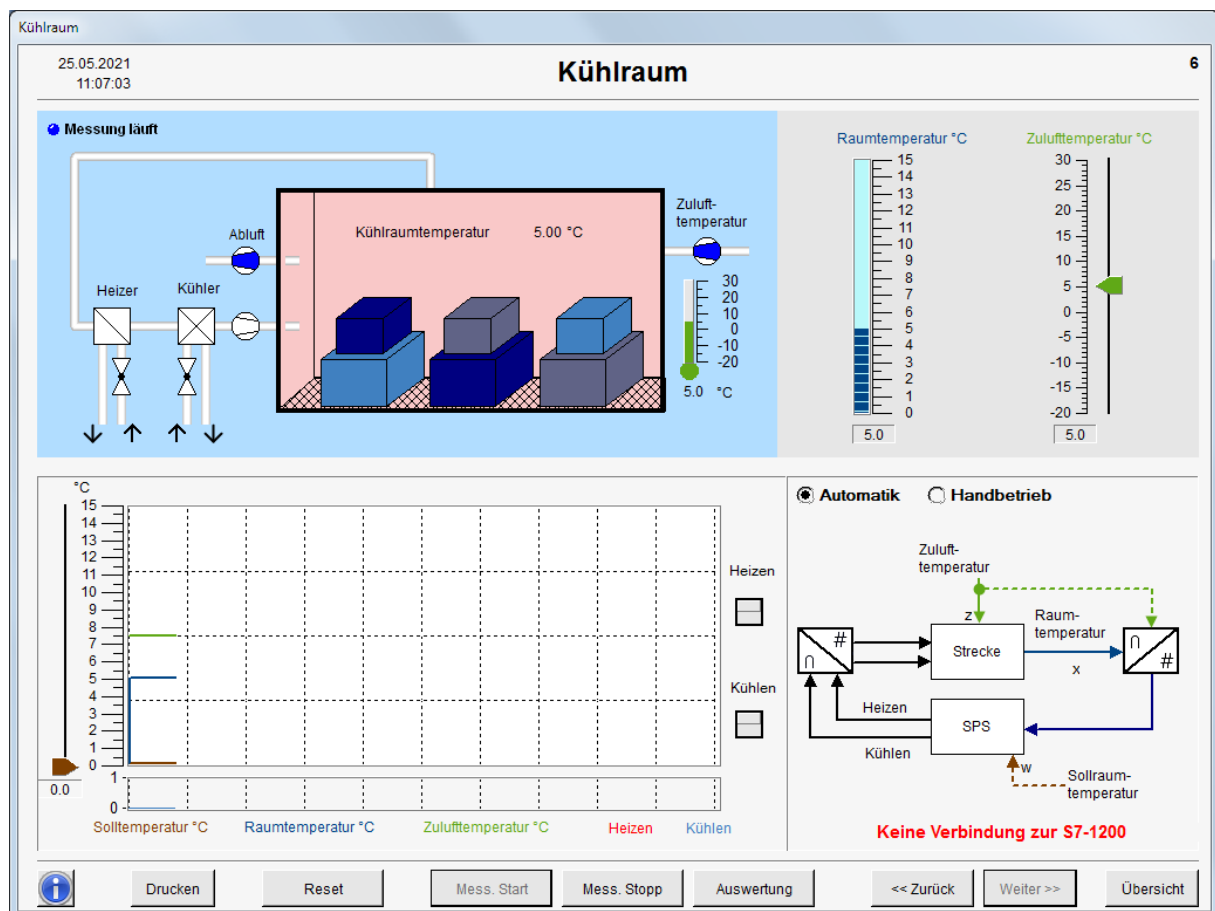 Kühlraum
25.05.2021
11:07:03
Kühlraum
6
Messung läuft
Abluft
Heizer
Kühler
Kühlraumtemperatur 5.00 °C
Zuluft-
temperatur
30
20
10
0
-10
-20
5.0 °C
Raumtemperatur °C
15
14
13
12
11
10
9
8
7
6
5
4
3
2
1
0
5.0
Zulufttemperatur °C
30
25
20
15
10
5
0
-5
-10
-15
-20
5.0
°C
15
14
13
12
11
10
9
8
7
6
5
4
3
2
1
0
0.0
1
0
Heizen
Kühlen
Solltemperatur °C Raumtemperatur °C Zulufttemperatur °C Heizen Kühlen
Automatik Handbetrieb
Zuluft-
temperatur
z
Raum-
temperatur
#
∩
Strecke
x
∩
#
Heizen
SPS
Kühlen
w
Sollraum-
temperatur
Keine Verbindung zur S7-1200
i
Drucken Reset Mess. Start Mess. Stopp Auswertung << Zurück Weiter >> Übersicht